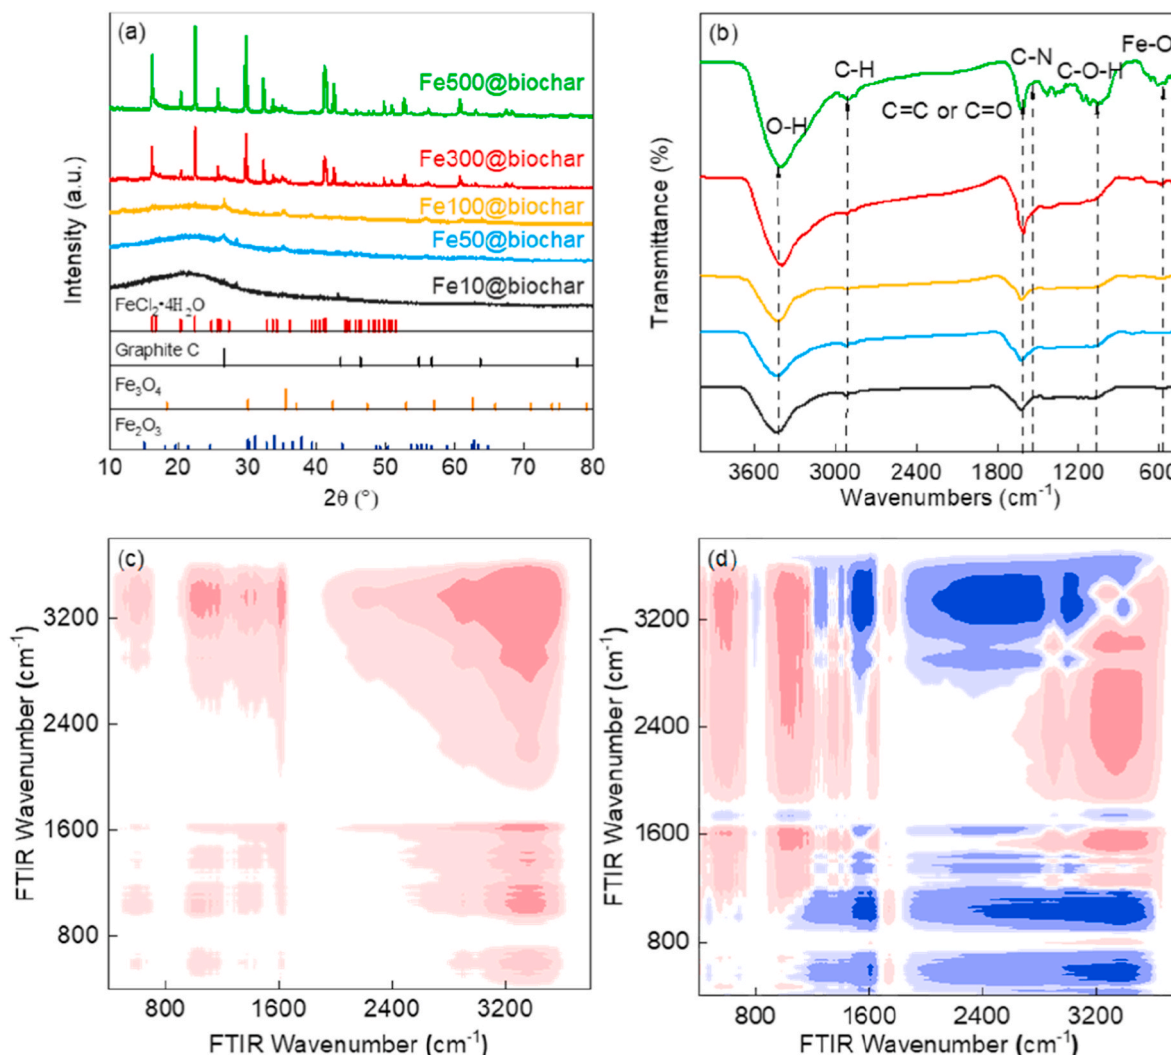 (a)
Fe500@biochar
Fe300@biochar
Fe100@biochar
Fe50@biochar
Fe10@biochar
FeCl₂•4H₂O
Graphite C
Fe₃O₄
Fe₂O₃
Intensity (a.u.)
10 20 30 40 50 60 70 80
2θ (°)
(b)
Fe-O
C-N
C-H
C-O-H
C=C or C=O
O-H
Transmittance (%)
3600 3000 2400 1800 1200 600
Wavenumbers (cm⁻¹)
(c)
3200
2400
1600
800
FTIR Wavenumber (cm⁻¹)
800 1600 2400 3200
FTIR Wavenumber (cm⁻¹)
(d)
3200
2400
1600
800
FTIR Wavenumber (cm⁻¹)
800 1600 2400 3200
FTIR Wavenumber (cm⁻¹)